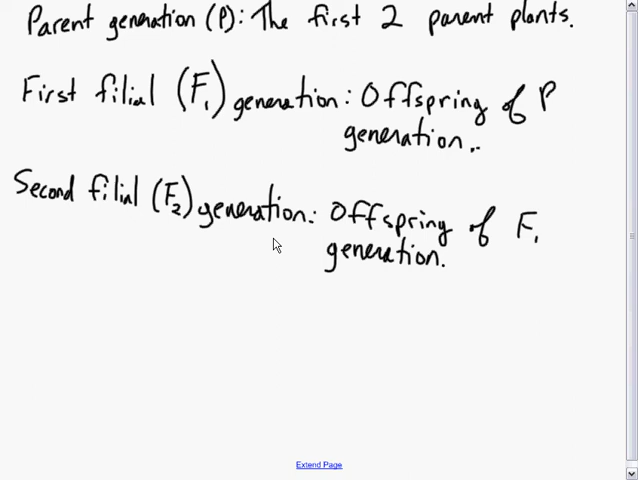 Parent generation (P): The first 2 parent plants.
First filial (F₁) generation: Offspring of P
generation..
Second filial (F₂) generation: Offspring of F₁
generation.
Extend Page